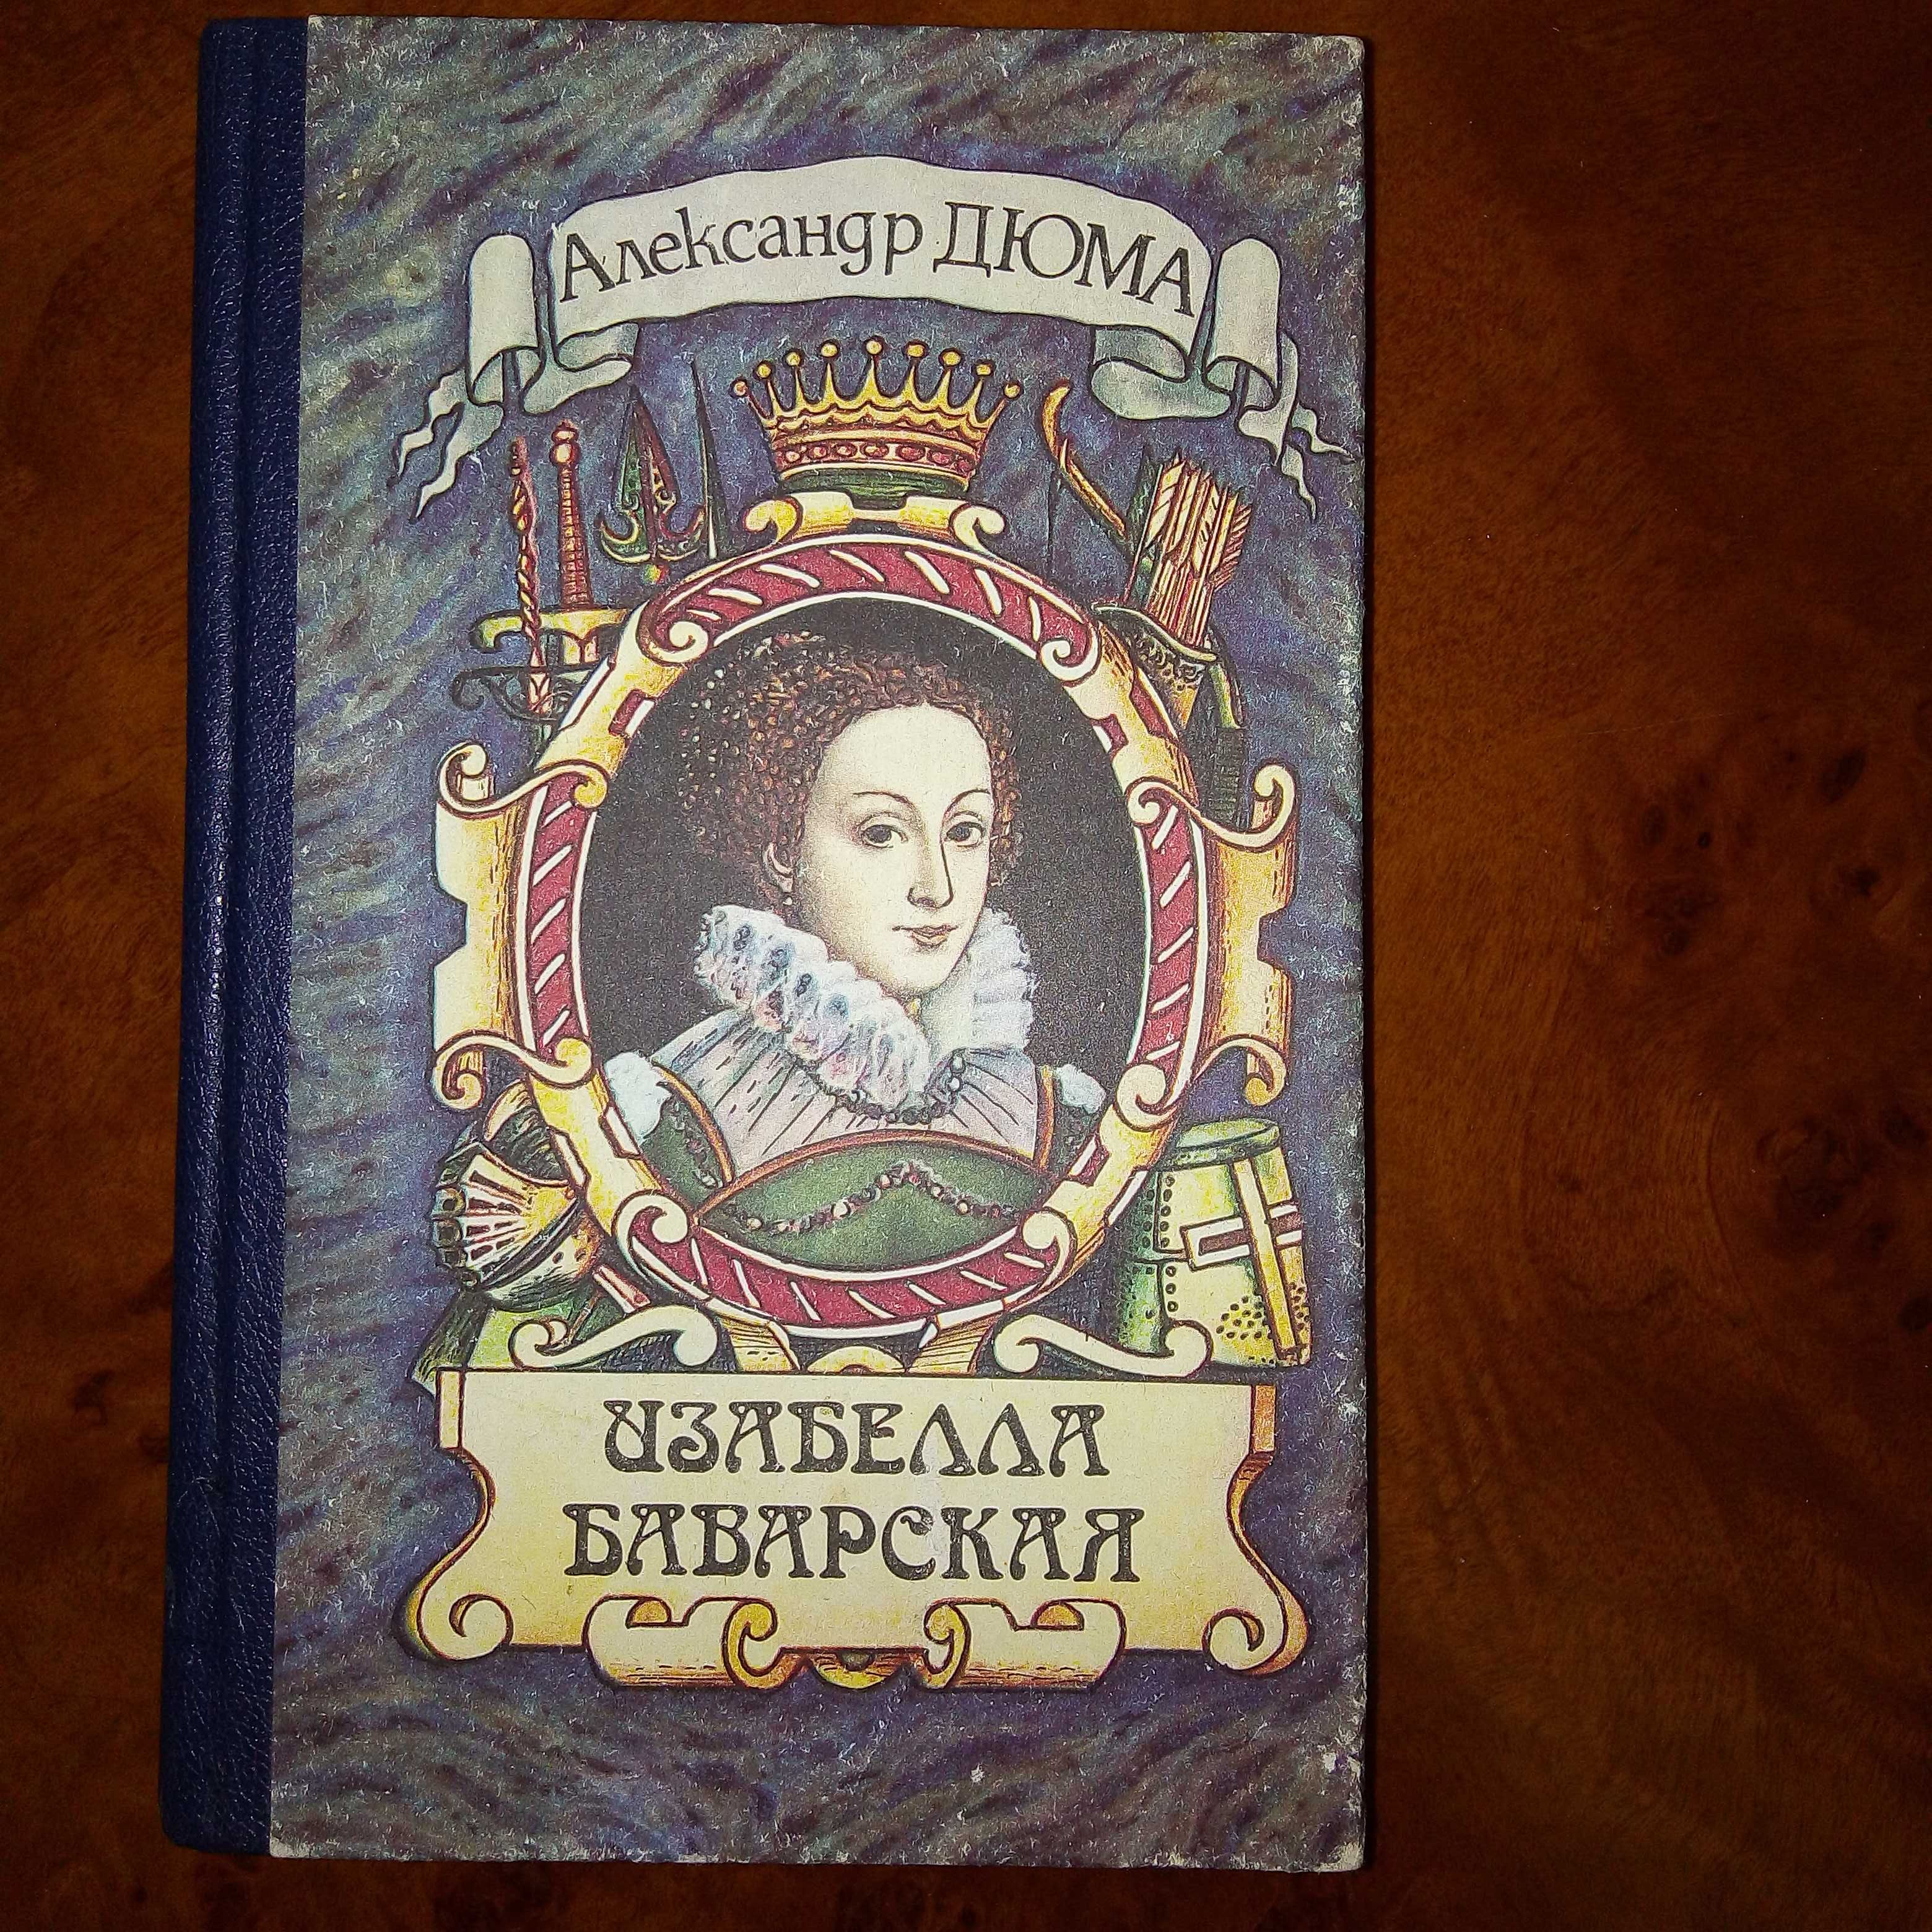 Александр ДЮМА
ИЗАБЕЛЛА
БАВАРСКАЯ